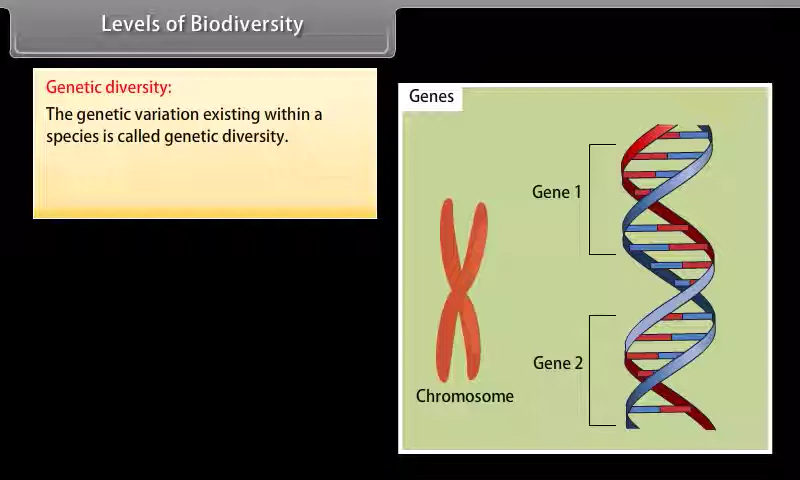 Levels of Biodiversity
Genetic diversity:
The genetic variation existing within a
species is called genetic diversity.
Genes
Gene 1
Gene 2
Chromosome